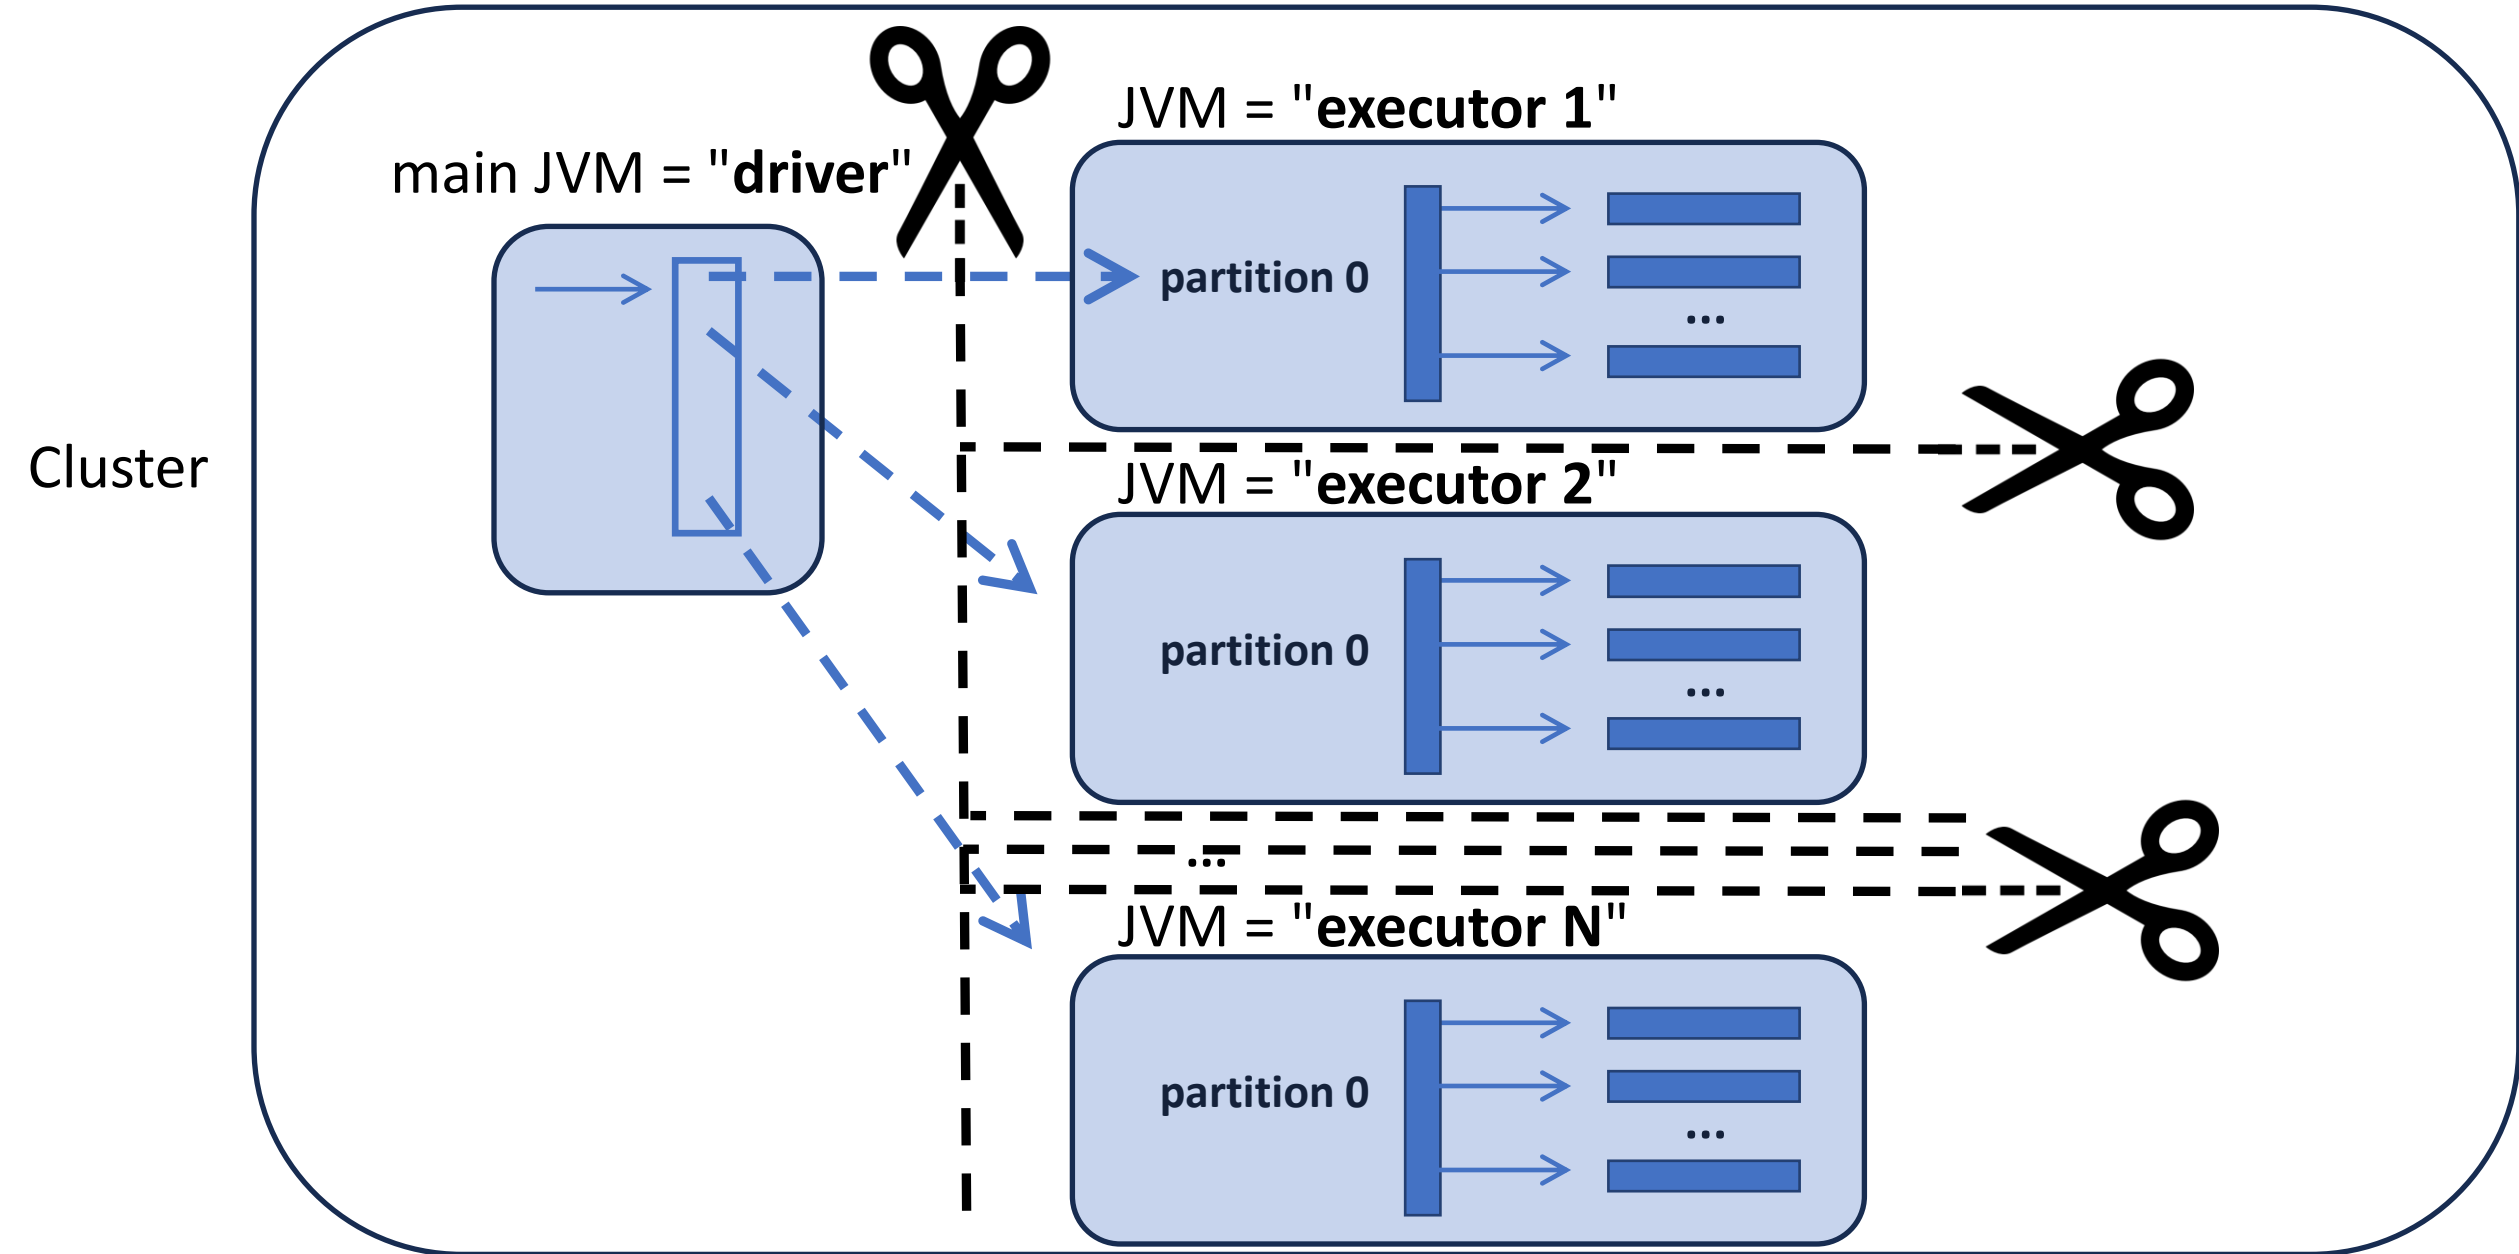 JVM = "executor 1"
main JVM = "driver"
partition 0
...
Cluster
JVM = "executor 2"
partition 0
...
...
JVM = "executor N"
partition 0
...